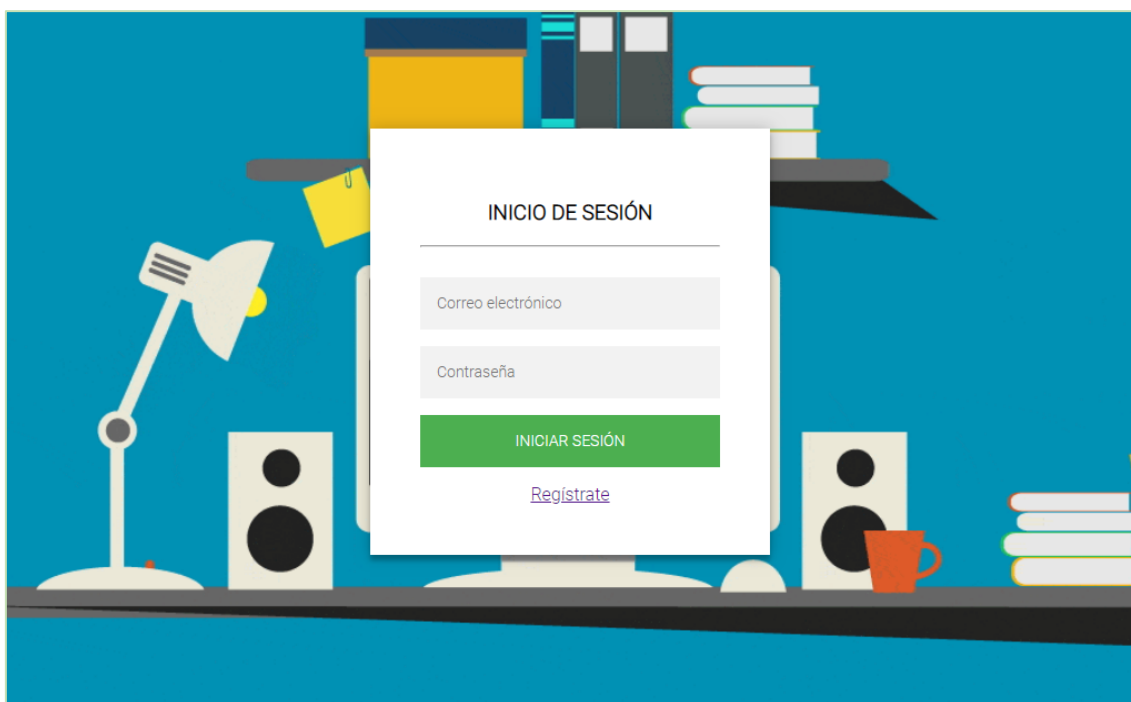 INICIO DE SESIÓN
Correo electrónico
Contraseña
INICIAR SESIÓN
Regístrate